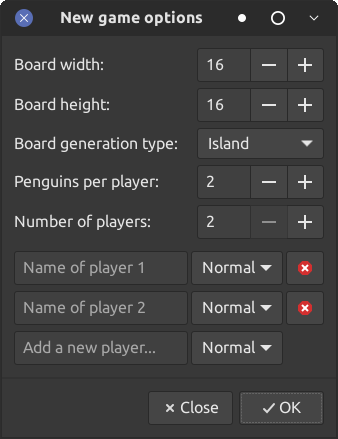 New game options
Board width: 16
Board height: 16
Board generation type: Island
Penguins per player: 2
Number of players: 2
Name of player 1 Normal
Name of player 2 Normal
Add a new player... Normal
Close OK